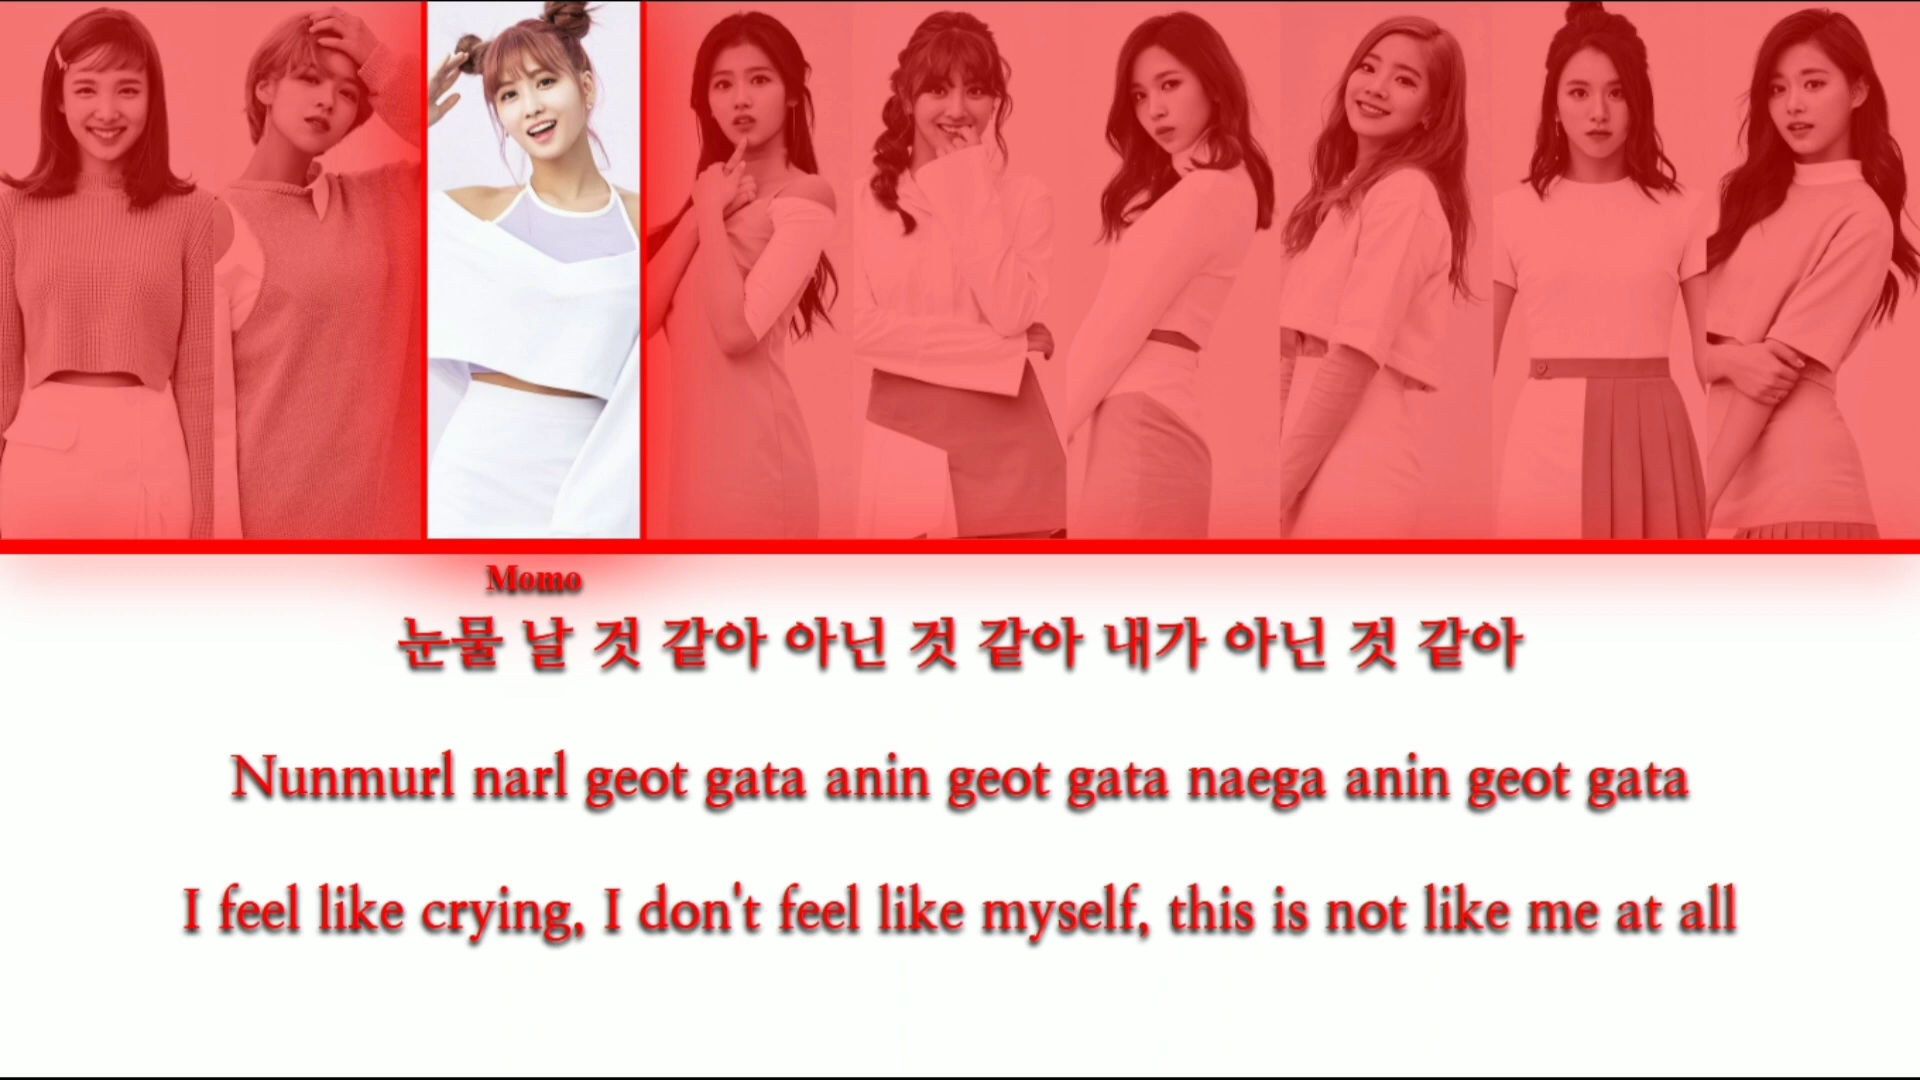 Momo
눈물 날 것 같아 아닌 것 같아 내가 아닌 것 같아
Nunmurl narl geot gata anin geot gata naega anin geot gata
I feel like crying, I don't feel like myself, this is not like me at all